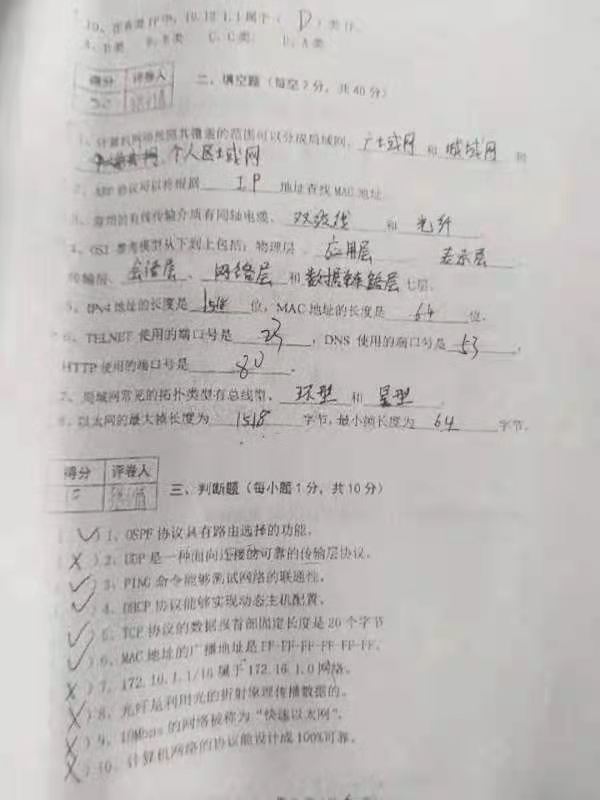 10、在各类IP中，10.12.1.1属于（ D ）类IP。
A、B类 B、E类 C、C类 D、A类
得分 评卷人
二、填空题（每空2分，共40分）
1、计算机网络按照其覆盖的范围可以分成局域网、广域网 和 城域网 和
个人区域网
2、ARP协议可以将根据 IP 地址查找MAC地址
3、常用的有线传输介质有同轴电缆、双绞线 和 光纤
4、OSI参考模型从下到上包括：物理层、应用层 表示层
传输层、会话层、网络层 和数据链路层七层。
5、IPv4地址的长度是 位，MAC地址的长度是 64 位。
6、TELNET 使用的端口号是 23 ，DNS 使用的端口号是 53 ，
HTTP使用的端口号是 80 。
7、局域网常见的拓扑类型有总线型、环型 和 星型
8、以太网的最大帧长度为 1518 字节，最小帧长度为 64 字节。
得分 评卷人
三、判断题（每小题1分，共10分）
（√）1、OSPF协议具有路由选择的功能。
（X）2、UDP是一种面向连接的可靠的传输层协议。
（√）3、PING命令能够测试网络的联通性。
（√）4、DHCP协议能够实现动态主机配置。
（√）5、TCP协议的数据段首部固定长度是20个字节
（√）6、MAC地址的广播地址是FF-FF-FF-FF-FF-FF。
（X）7、172.16.1.1/16属于172.16.1.0网络。
（X）8、光纤是利用光的折射原理传播数据的。
（X）9、10Mbps的网络被称为“快速以太网”。
（X）10、计算机网络的协议能设计成100%可靠。